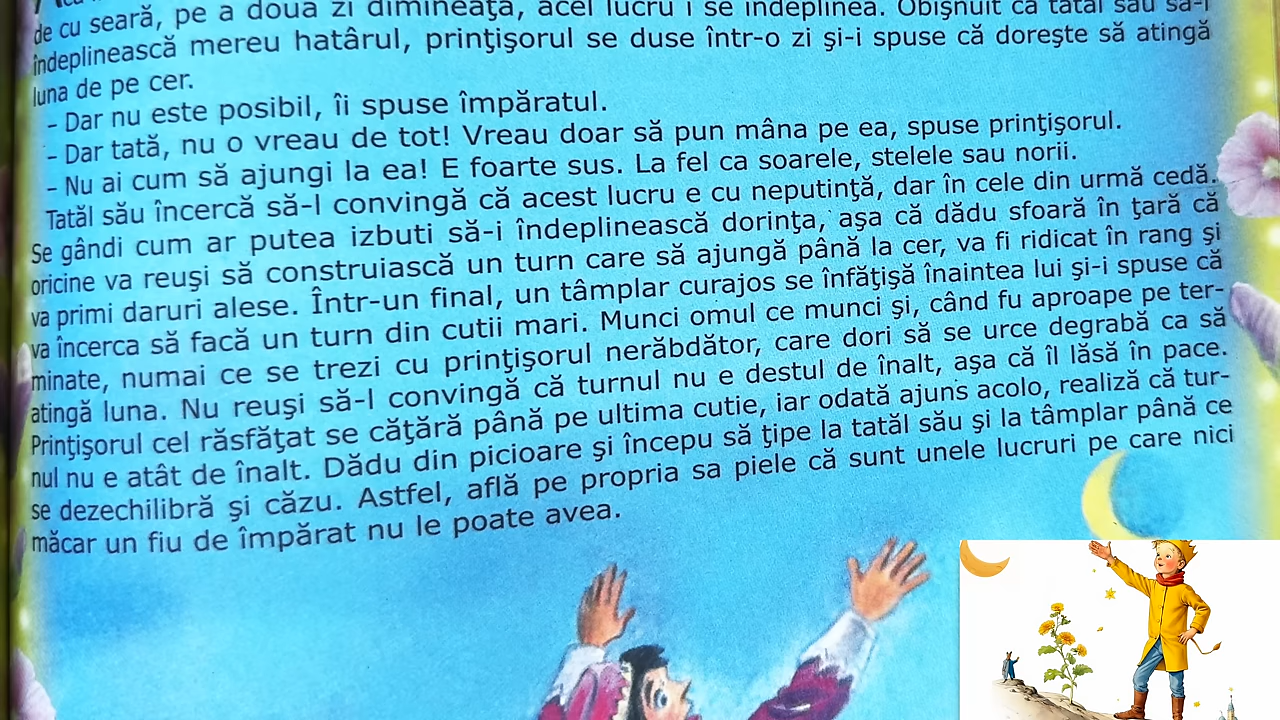 de cu seară, pe a doua zi dimineaţa, acel lucru i se îndeplinea. Obişnuit ca tatăl său să-i
îndeplinească mereu hatârul, prinţişorul se duse într-o zi şi-i spuse că doreşte să atingă
luna de pe cer.
– Dar nu este posibil, îi spuse împăratul.
– Dar tată, nu o vreau de tot! Vreau doar să pun mâna pe ea, spuse prinţişorul.
– Nu ai cum să ajungi la ea! E foarte sus. La fel ca soarele, stelele sau norii.
Tatăl său încercă să-l convingă că acest lucru e cu neputinţă, dar în cele din urmă cedă.
Se gândi cum ar putea izbuti să-i îndeplinească dorinţa, aşa că dădu sfoară în ţară că
oricine va reuşi să construiască un turn care să ajungă până la cer, va fi ridicat în rang şi
va primi daruri alese. Într-un final, un tâmplar curajos se înfăţişă înaintea lui şi-i spuse că
va încerca să facă un turn din cutii mari. Munci omul ce munci şi, când fu aproape pe ter-
minate, numai ce se trezi cu prinţişorul nerăbdător, care dori să se urce degrabă ca să
atingă luna. Nu reuşi să-l convingă că turnul nu e destul de înalt, aşa că îl lăsă în pace.
Prinţişorul cel răsfăţat se căţără până pe ultima cutie, iar odată ajuns acolo, realiză că tur-
nul nu e atât de înalt. Dădu din picioare şi începu să ţipe la tatăl său şi la tâmplar până ce
se dezechilibră şi căzu. Astfel, află pe propria sa piele că sunt unele lucruri pe care nici
măcar un fiu de împărat nu le poate avea.